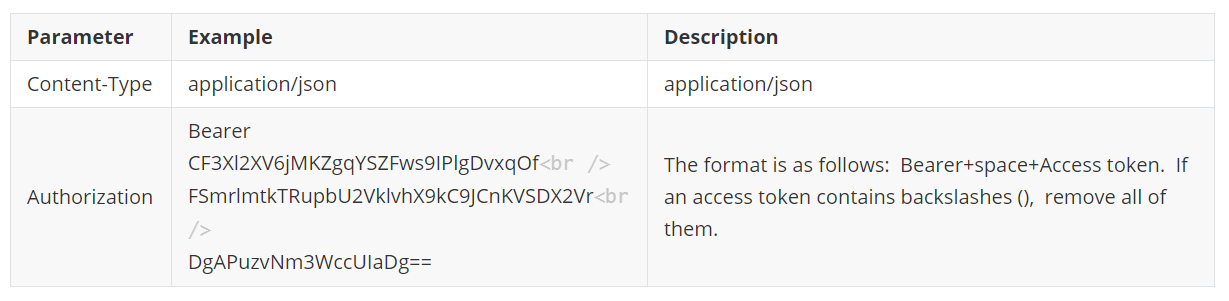 Parameter Example Description
Content-Type application/json application/json
Bearer
CF3Xl2XV6jMKZgqYSZFws9IPlgDvxqOf<br />
FSmrlmtkTRupbU2VklvhX9kC9JCnKVSDX2Vr<br
/>
DgAPuzvNm3WccUIaDg==
Authorization
The format is as follows:  Bearer+space+Access token.  If
an access token contains backslashes (),  remove all of
them.